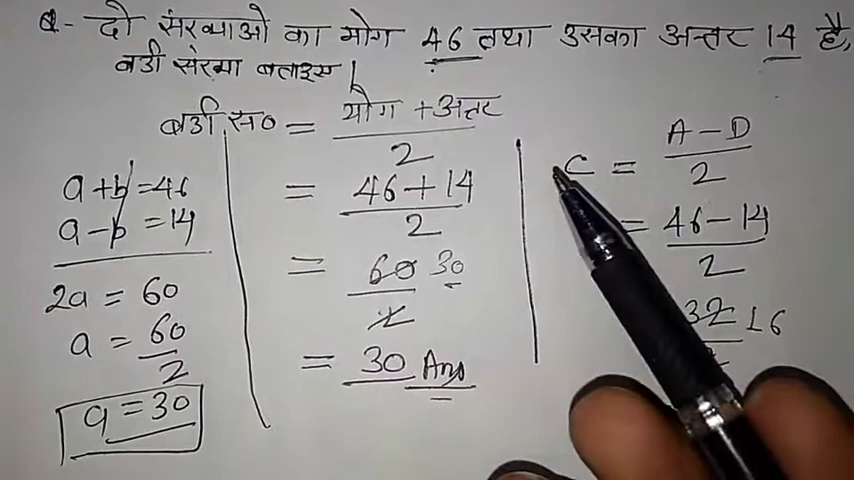 Q- दो संख्याओ का योग 46 तथा उसका अन्तर 14 है,
बडी संख्या बताइए।
a+b=46
a-b=14
2a=60
a=60/2
a=30
बडी स० = योग+अन्तर/2
= 46+14/2
= 60/2 30
= 30 Ans
C = A-D/2
= 46-14/2
32 16